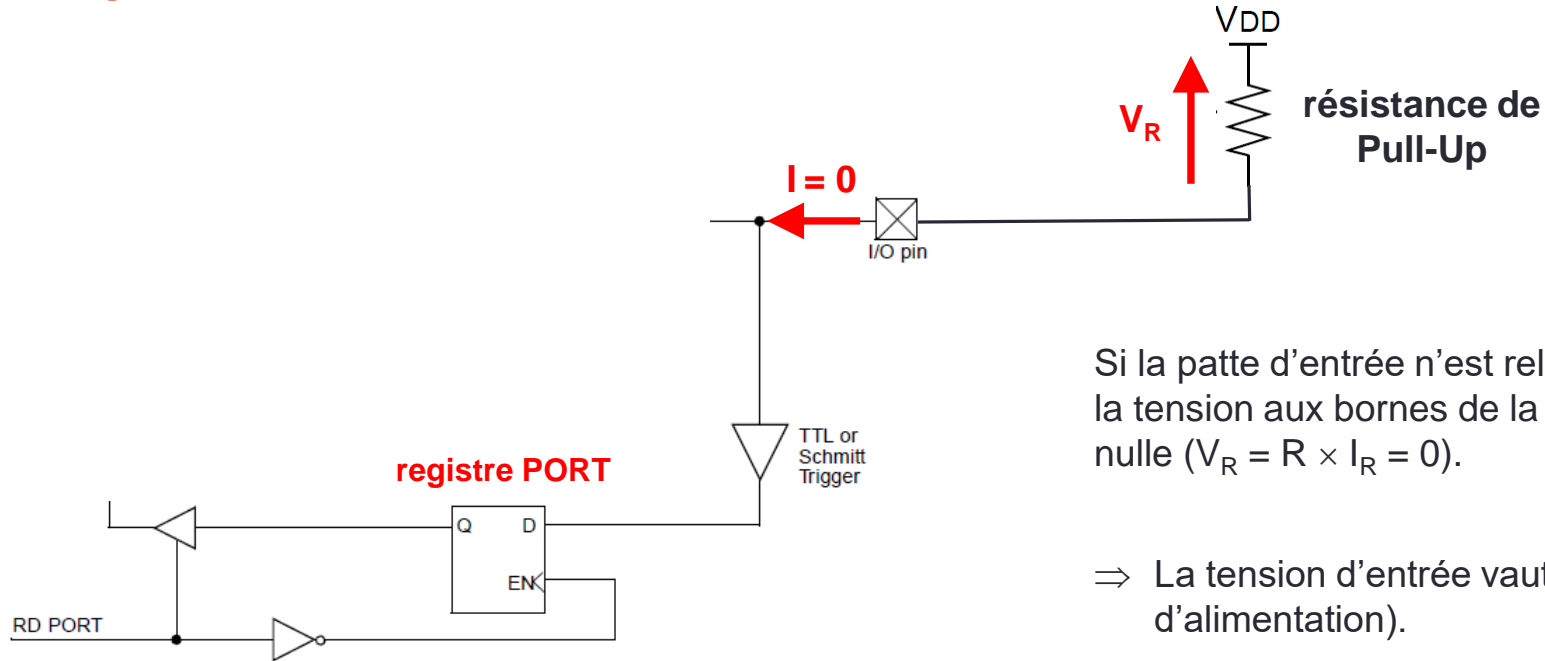 VDD
résistance de
Pull-Up
VR
I = 0
I/O pin
TTL or
Schmitt
Trigger
registre PORT
Q D
EN
RD PORT
Si la patte d’entrée n’est
la tension aux bornes de la
nulle (VR = R × IR = 0).
⇒ La tension d’entrée vaut
d’alimentation).